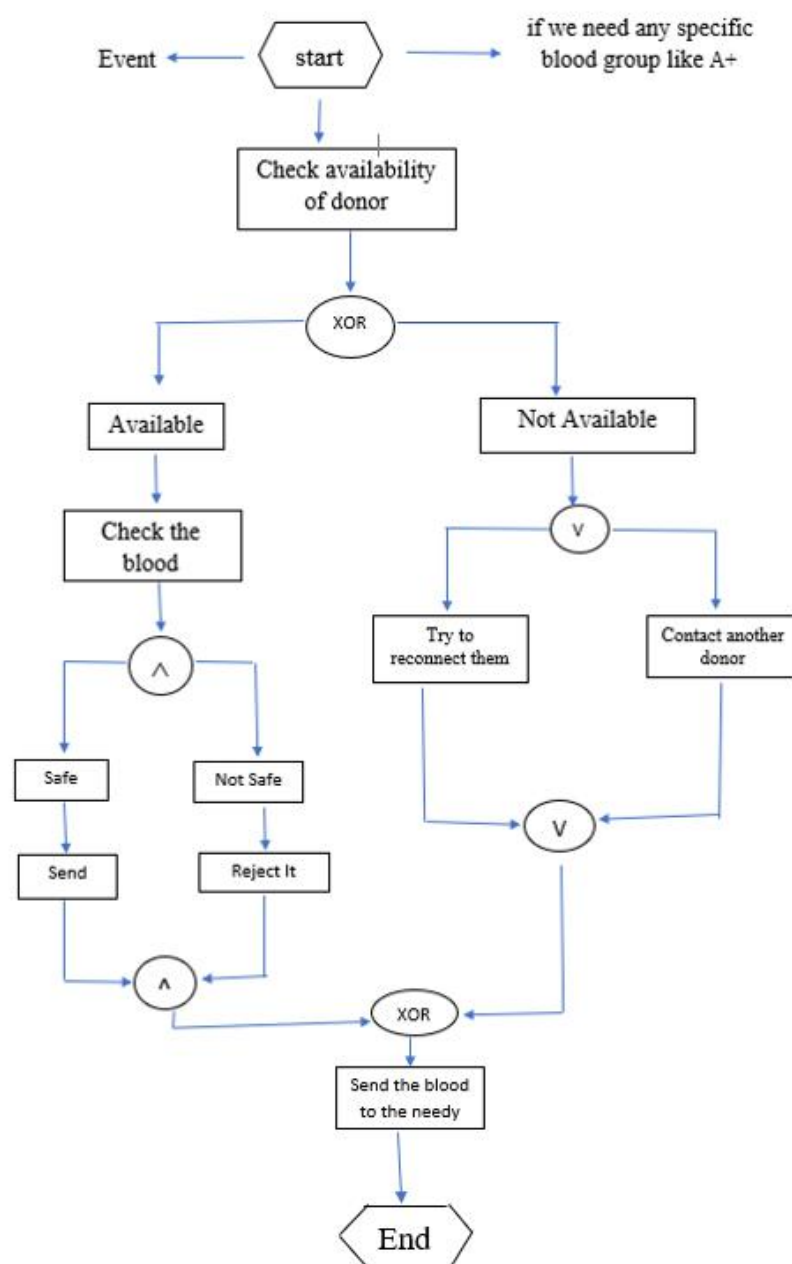 Event
start
if we need any specific
blood group like A+
Check availability
of donor
XOR
Available
Not Available
Check the
blood
V
Try to
reconnect them
Contact another
donor
∧
Safe
Not Safe
Send
Reject It
V
^
XOR
Send the blood
to the needy
End